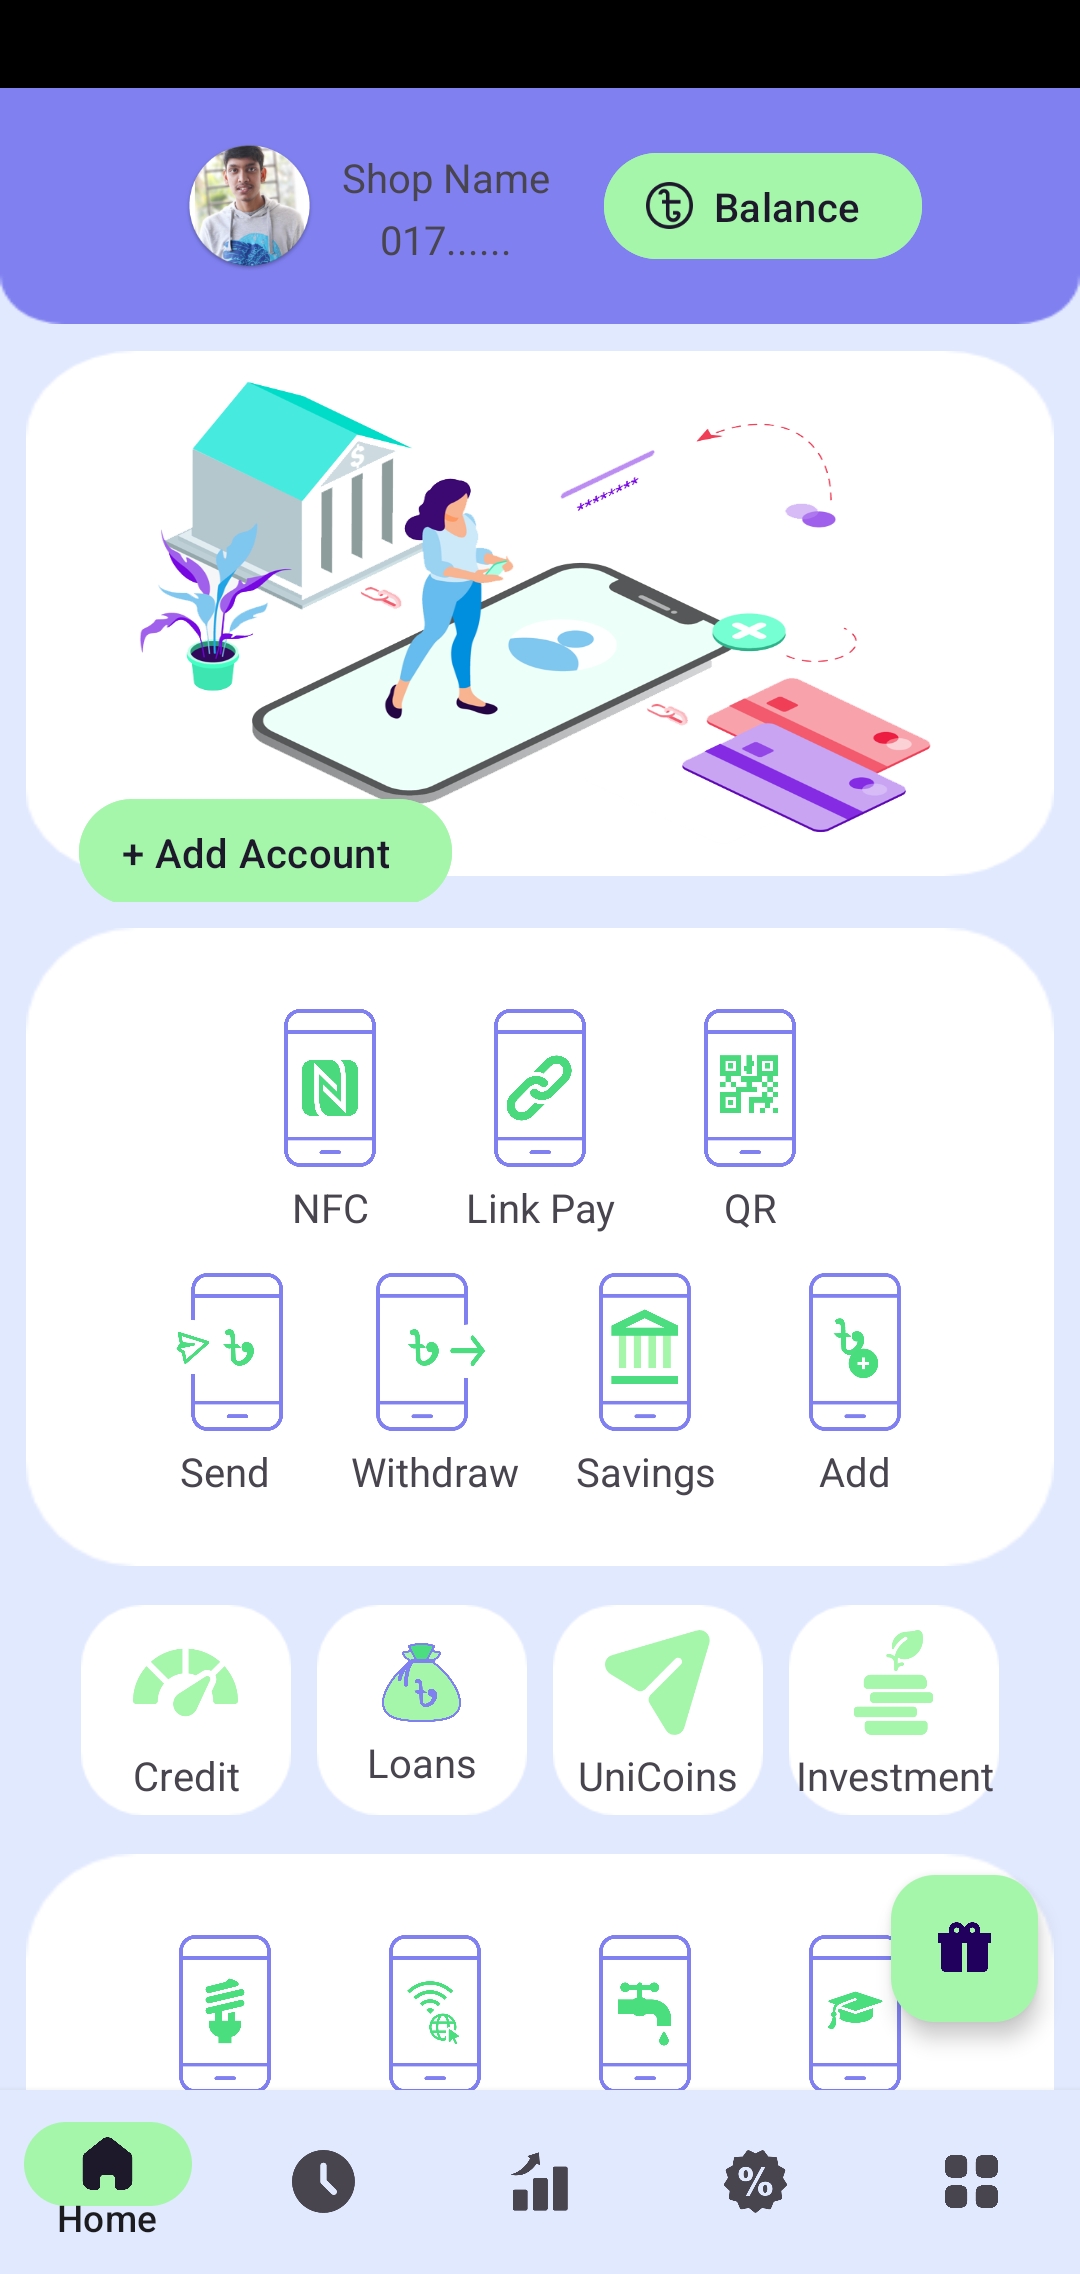 Shop Name
017......
Balance
********
+ Add Account
NFC
Link Pay
QR
Send
Withdraw
Savings
Add
Credit
Loans
UniCoins
Investment
Home